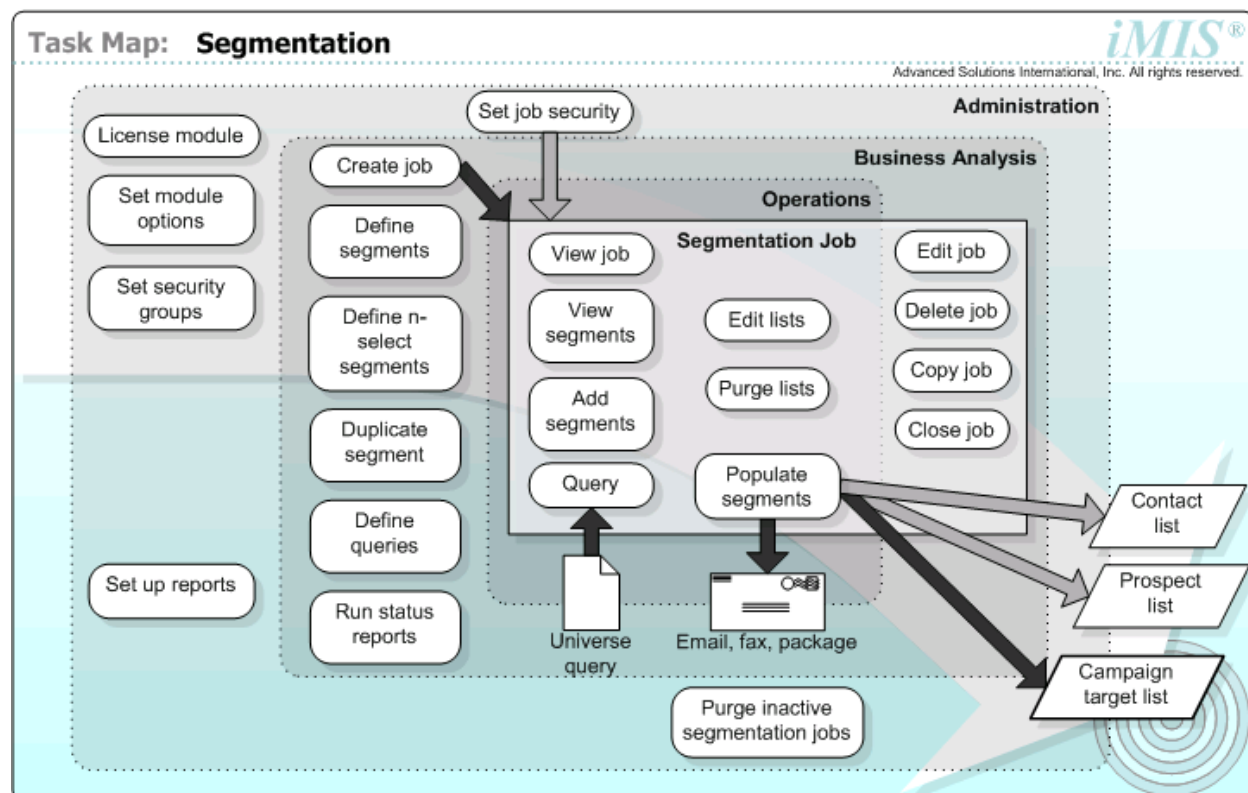 Task Map: Segmentation
iMIS®
Advanced Solutions International, Inc. All rights reserved.
Administration
Set job security
License module
Set module
options
Set security
groups
Set up reports
Business Analysis
Create job
Define
segments
Define n-
select
segments
Duplicate
segment
Define
queries
Run status
reports
Operations
Segmentation Job
View job
View
segments
Add
segments
Query
Edit lists
Purge lists
Populate
segments
Edit job
Delete job
Copy job
Close job
Universe
query
Email, fax, package
Purge inactive
segmentation jobs
Contact
list
Prospect
list
Campaign
target list